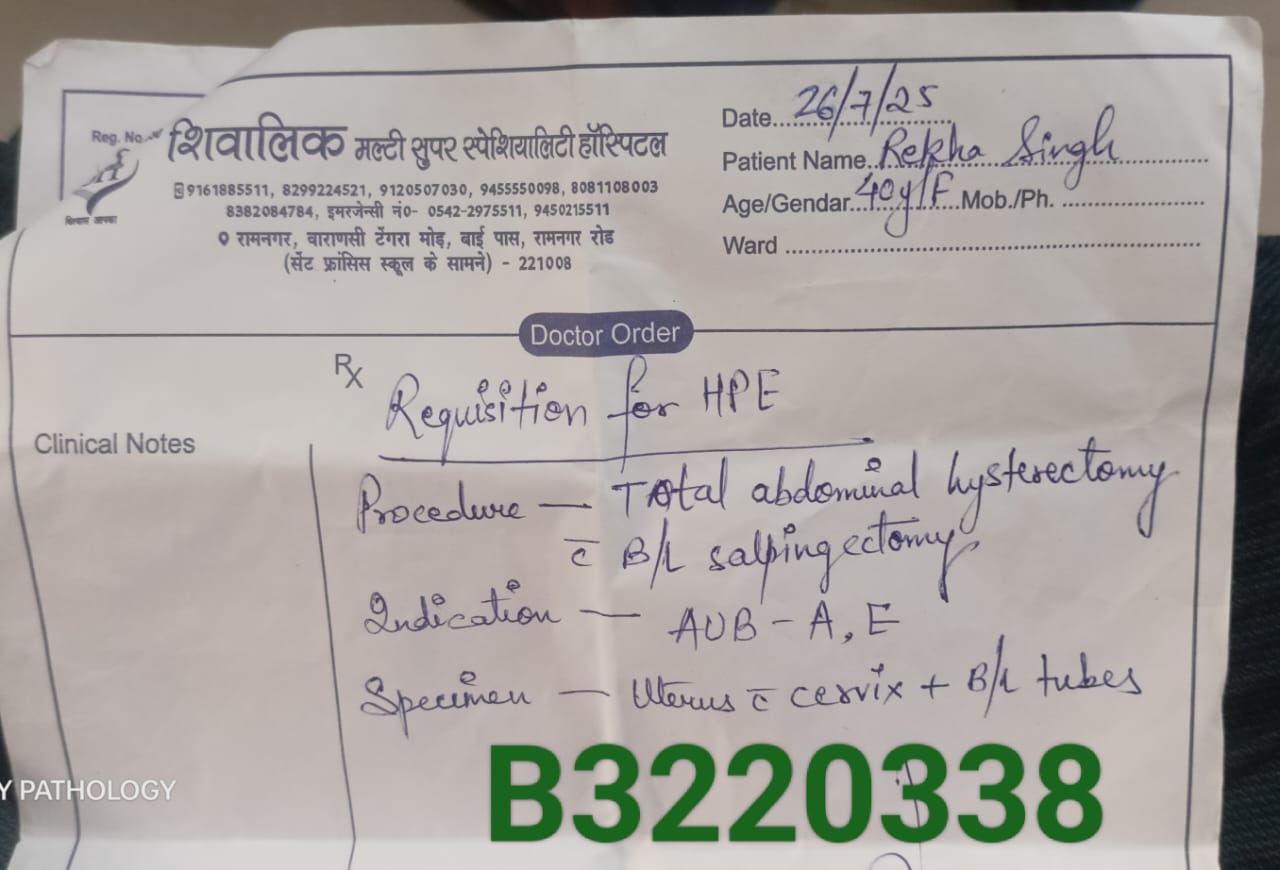 Reg. No.
शिवालिक मल्टी सुपर स्पेशियालिटी हॉस्पिटल
9161885511, 8299224521, 9120507030, 9455550098, 8081108003
8382084784, इमरजेन्सी नं०- 0542-2975511, 9450215511
रामनगर, वाराणसी टेंगरा मोड़, बाई पास, रामनगर रोड
(सेंट फ्रांसिस स्कूल के सामने) - 221008
Date 26/7/25
Patient Name Rekha Singh
Age/Gendar 40y/F Mob./Ph.
Ward
Doctor Order
Rx
Requisition for HPE
Clinical Notes
Procedure — Total abdominal hysterectomy
c̄ B/L salpingectomy
Indication — AUB - A, E
Specimen — Uterus c̄ cervix + B/L tubes
Y PATHOLOGY
B3220338